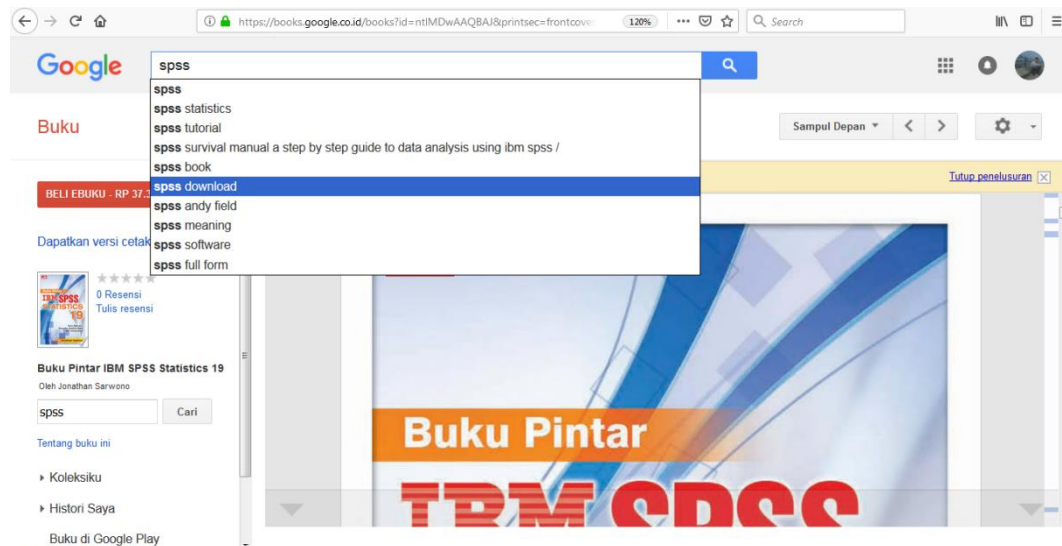 https://books.google.co.id/books?id=ntlMDwAAQBAJ&printsec=frontcove
120%
Search
Google
spss
spss
spss statistics
spss tutorial
spss survival manual a step by step guide to data analysis using ibm spss /
spss book
spss download
spss andy field
spss meaning
spss software
spss full form
Buku
Sampul Depan
Tutup penelusuran
BELI EBUKU - RP 37.
Dapatkan versi cetak
IBM SPSS
STATISTICS
19
0 Resensi
Tulis resensi
Buku Pintar IBM SPSS Statistics 19
Oleh Jonathan Sarwono
spss
Cari
Tentang buku ini
Koleksiku
Histori Saya
Buku di Google Play
Buku Pintar
IBM SPSS